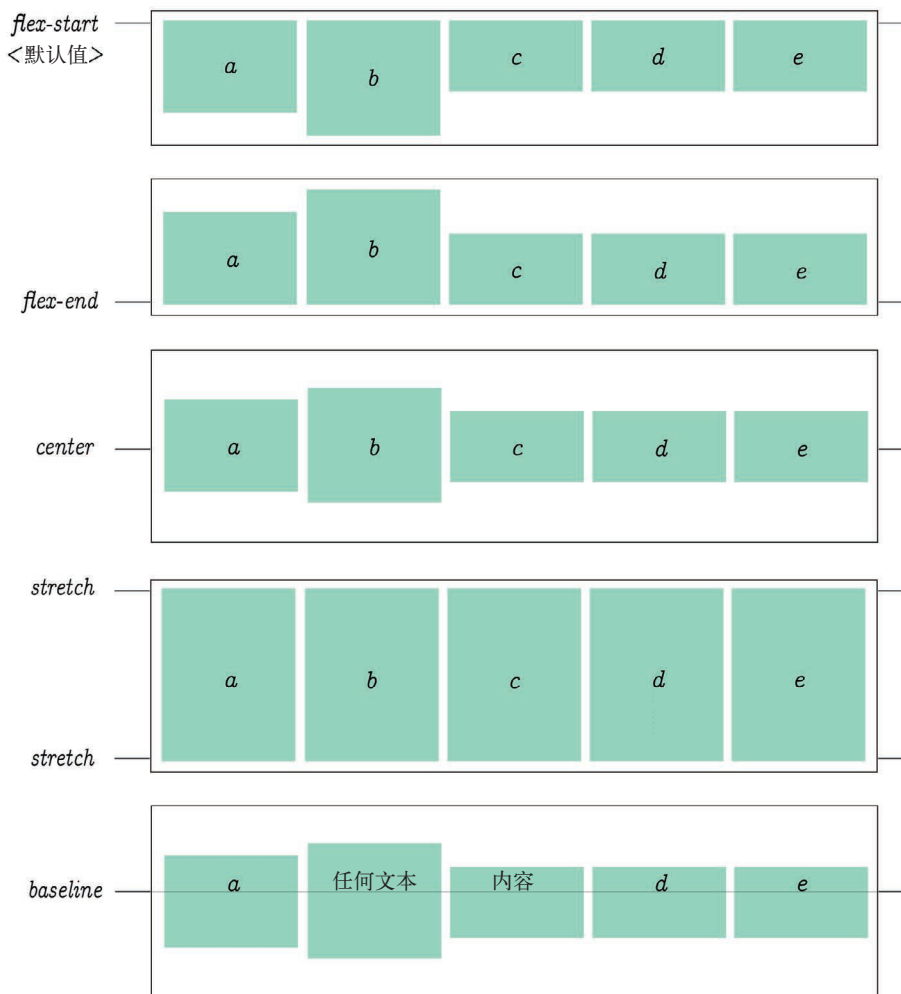 flex-start
<默认值>
a b c d e
a b c d e
flex-end
center a b c d e
stretch
a b c d e
stretch
baseline a 任何文本 内容 d e